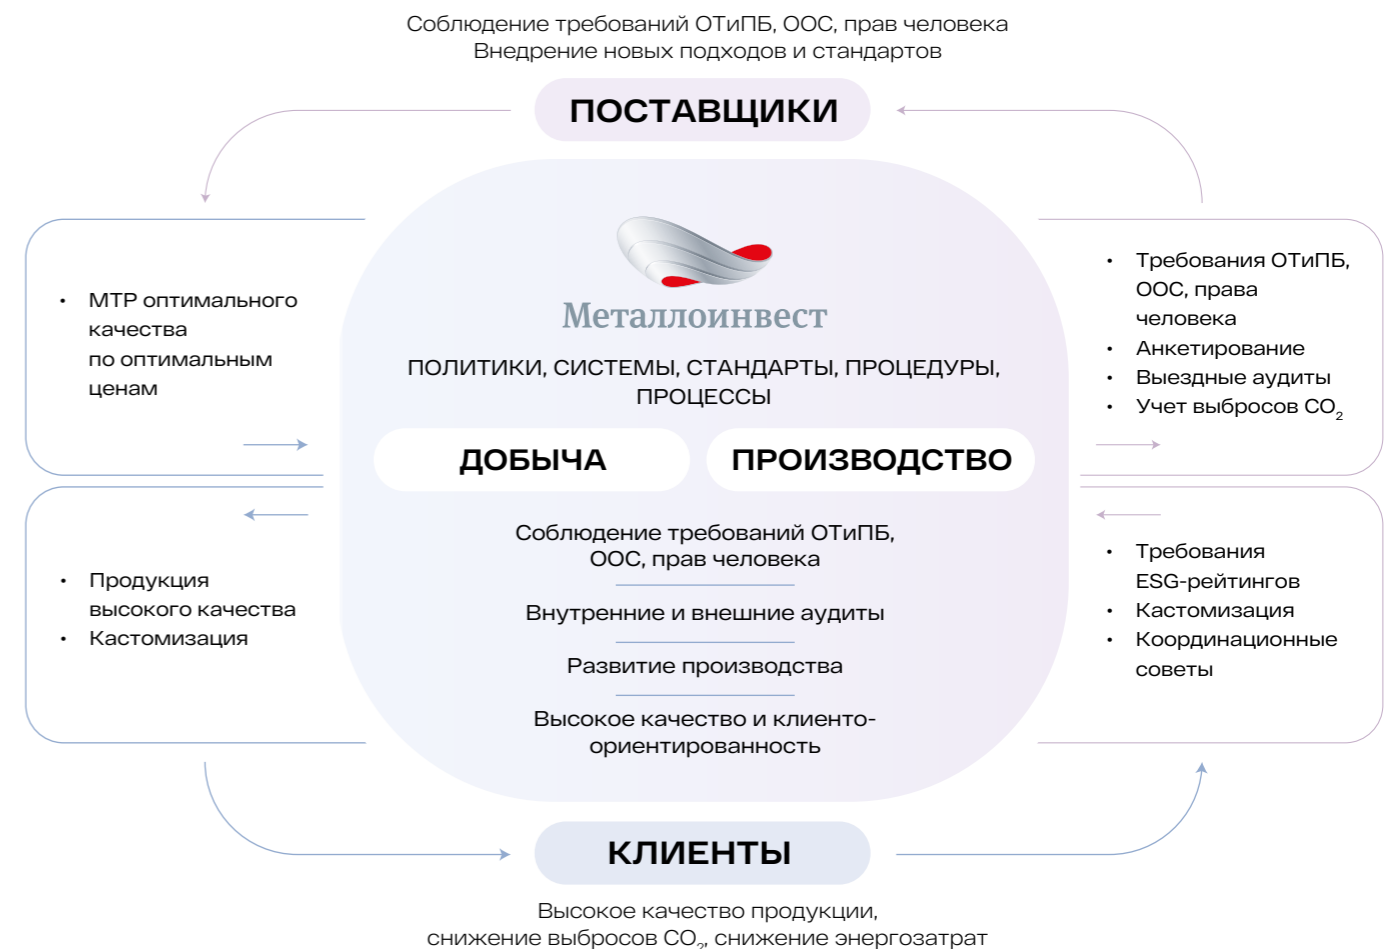 Соблюдение требований ОТиПБ, ООС, прав человека
Внедрение новых подходов и стандартов
ПОСТАВЩИКИ
• МТР оптимального
качества
по оптимальным
ценам
Металлоинвест
ПОЛИТИКИ, СИСТЕМЫ, СТАНДАРТЫ, ПРОЦЕДУРЫ,
ПРОЦЕССЫ
ДОБЫЧА
ПРОИЗВОДСТВО
• Требования ОТиПБ,
ООС, права
человека
• Анкетирование
• Выездные аудиты
• Учет выбросов CO₂
• Продукция
высокого качества
• Кастомизация
Соблюдение требований ОТиПБ,
ООС, прав человека
Внутренние и внешние аудиты
Развитие производства
Высокое качество и клиенто-
ориентированность
• Требования
ESG-рейтингов
• Кастомизация
• Координационные
советы
КЛИЕНТЫ
Высокое качество продукции,
снижение выбросов CO₂, снижение энергозатрат